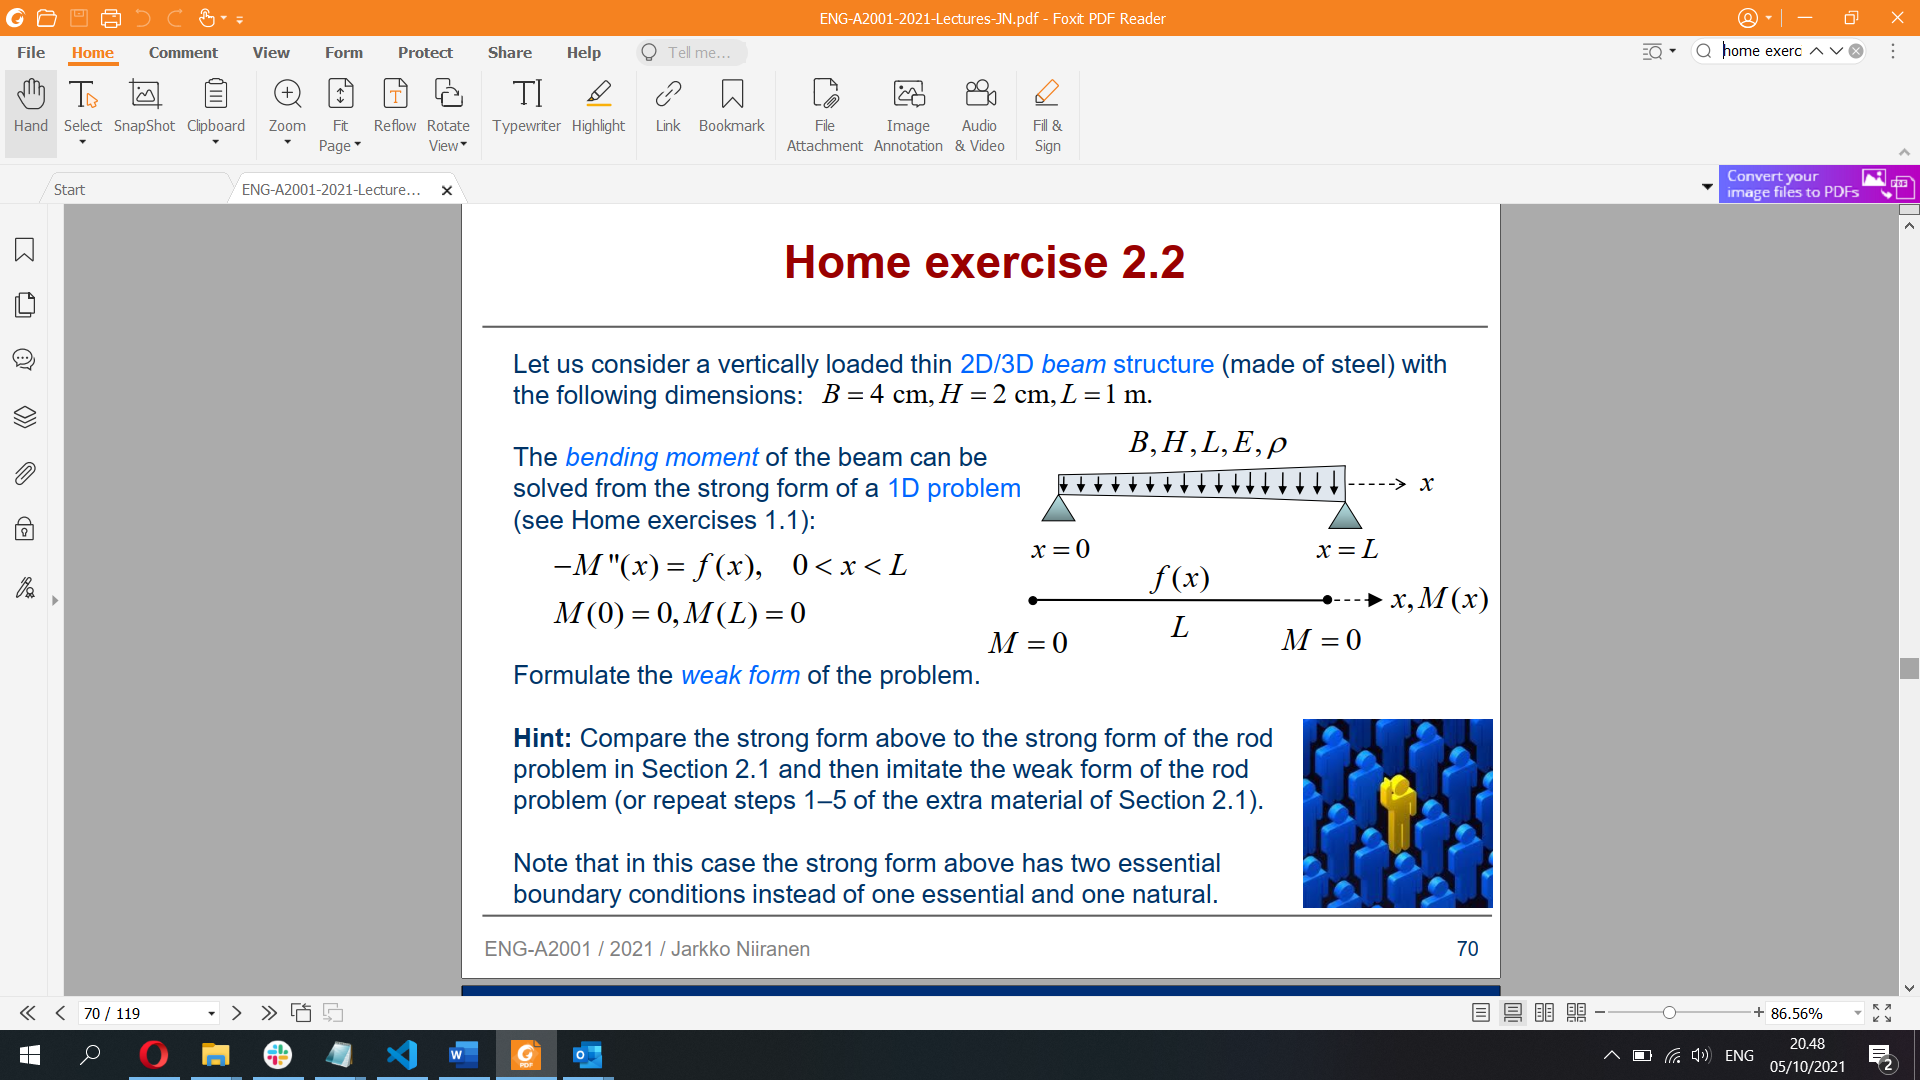 ENG-A2001-2021-Lectures-JN.pdf - Foxit PDF Reader
File Home Comment View Form Protect Share Help Tell me...
home exerc
Hand Select SnapShot Clipboard Zoom Fit Page Reflow Rotate View Typewriter Highlight Link Bookmark File Attachment Image Annotation Audio & Video Fill & Sign
Start ENG-A2001-2021-Lecture...
Convert your
image files to PDFs
PDF
Home exercise 2.2
Let us consider a vertically loaded thin 2D/3D beam structure (made of steel) with
the following dimensions: B = 4 cm, H = 2 cm, L = 1 m.
The bending moment of the beam can be
solved from the strong form of a 1D problem
(see Home exercises 1.1):
−M "(x) = f(x), 0 < x < L
M(0) = 0, M(L) = 0
B, H, L, E, ρ
x
x = 0 x = L
f(x)
x, M(x)
L
M = 0 M = 0
Formulate the weak form of the problem.
Hint: Compare the strong form above to the strong form of the rod
problem in Section 2.1 and then imitate the weak form of the rod
problem (or repeat steps 1–5 of the extra material of Section 2.1).
Note that in this case the strong form above has two essential
boundary conditions instead of one essential and one natural.
ENG-A2001 / 2021 / Jarkko Niiranen 70
70 / 119 86.56%
ENG 20.48
05/10/2021
2